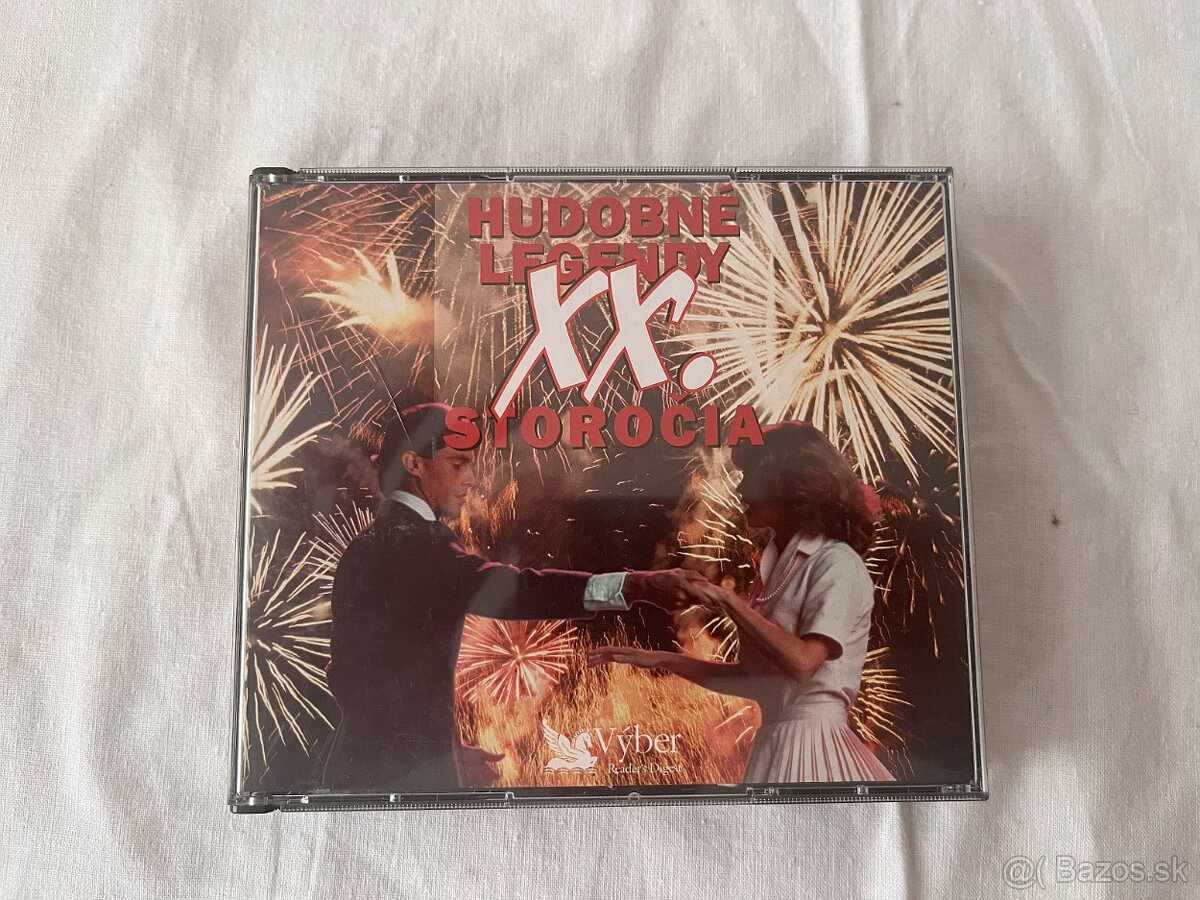 HUDOBNÉ
LEGENDY
XX.
STOROČIA
Výber
Reader's Digest
@( Bazos.sk